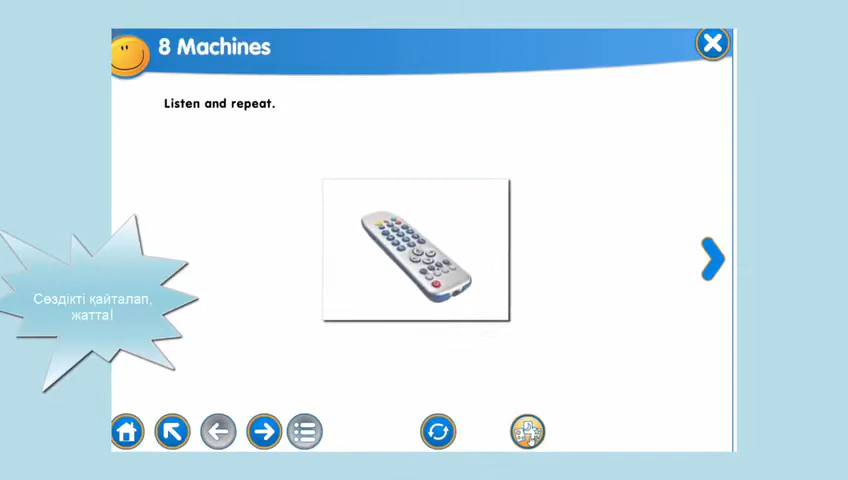 8 Machines
Listen and repeat.
Сөздікті қайталап,
жатта!